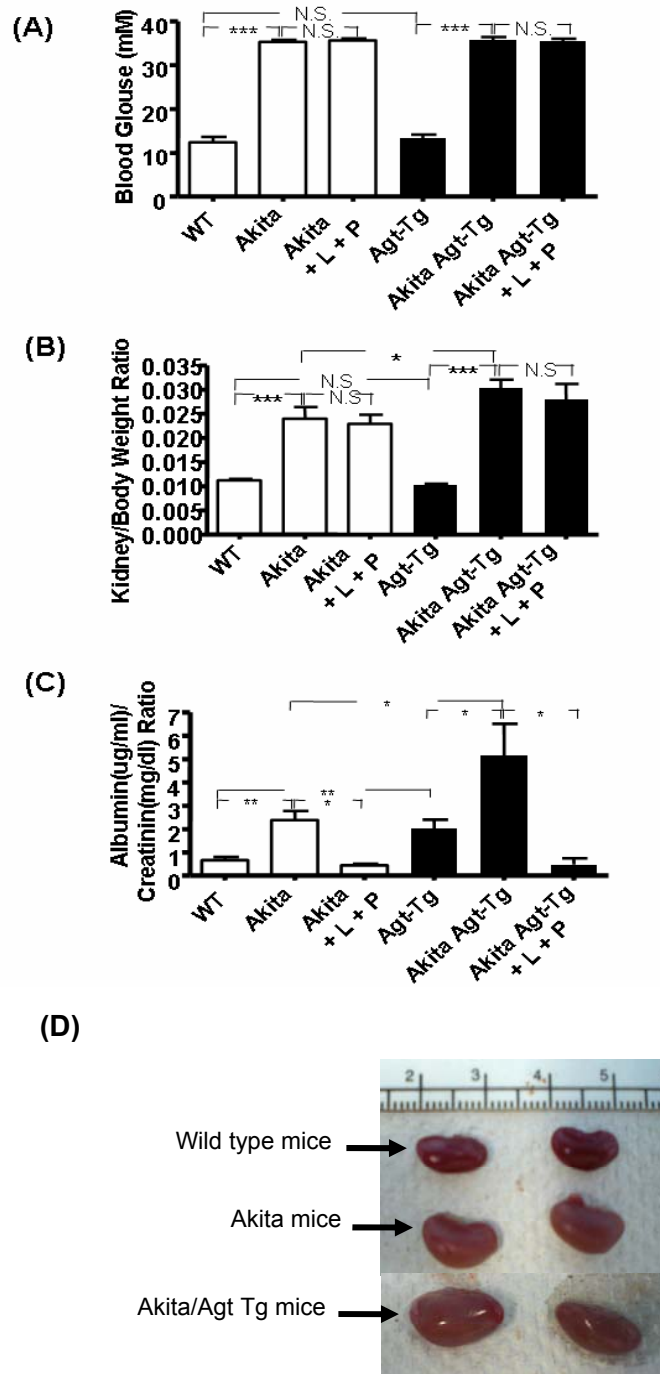 (A)
Blood Glouse (mM)
40
30
20
10
0
N.S.
*** N.S. *** N.S.
WT
Akita
Akita
+ L + P
Agt-Tg
Akita Agt-Tg
Akita Agt-Tg
+ L + P
(B)
Kidney/Body Weight Ratio
0.035
0.030
0.025
0.020
0.015
0.010
0.005
0.000
*
N.S *** N.S
*** N.S
WT
Akita
Akita
+ L + P
Agt-Tg
Akita Agt-Tg
Akita Agt-Tg
+ L + P
(C)
Albumin(ug/ml)/
Creatinin(mg/dl) Ratio
7
6
5
4
3
2
1
0
*
* *
**
** *
WT
Akita
Akita
+ L + P
Agt-Tg
Akita Agt-Tg
Akita Agt-Tg
+ L + P
(D)
2 3 4 5
Wild type mice
Akita mice
Akita/Agt Tg mice